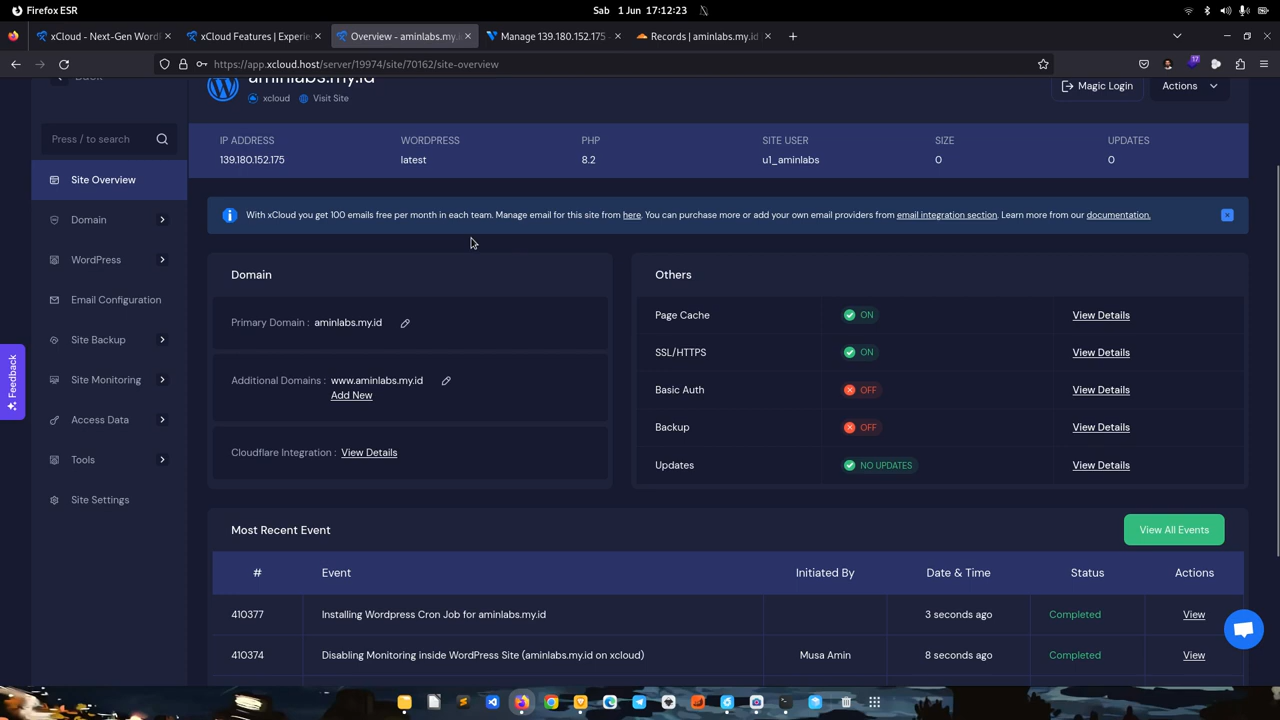 Firefox ESR
Sab 1 Jun 17:12:23
xCloud - Next-Gen Word
xCloud Features | Experie
Overview - aminlabs.my.i
Manage 139.180.152.175 -
Records | aminlabs.my.id
https://app.xcloud.host/server/19974/site/70162/site-overview
17
Back
aminlabs.my.id
xcloud
Visit Site
Magic Login
Actions
Press / to search
IP ADDRESS
WORDPRESS
PHP
SITE USER
SIZE
UPDATES
139.180.152.175
latest
8.2
u1_aminlabs
0
0
Site Overview
Domain
WordPress
Email Configuration
Site Backup
Site Monitoring
Access Data
Tools
Site Settings
Feedback
With xCloud you get 100 emails free per month in each team. Manage email for this site from here. You can purchase more or add your own email providers from email integration section. Learn more from our documentation.
Domain
Primary Domain : aminlabs.my.id
Additional Domains : www.aminlabs.my.id
Add New
Cloudflare Integration : View Details
Others
Page Cache ON View Details
SSL/HTTPS ON View Details
Basic Auth OFF View Details
Backup OFF View Details
Updates NO UPDATES View Details
Most Recent Event
View All Events
# Event Initiated By Date & Time Status Actions
410377 Installing Wordpress Cron Job for aminlabs.my.id 3 seconds ago Completed View
410374 Disabling Monitoring inside WordPress Site (aminlabs.my.id on xcloud) Musa Amin 8 seconds ago Completed View